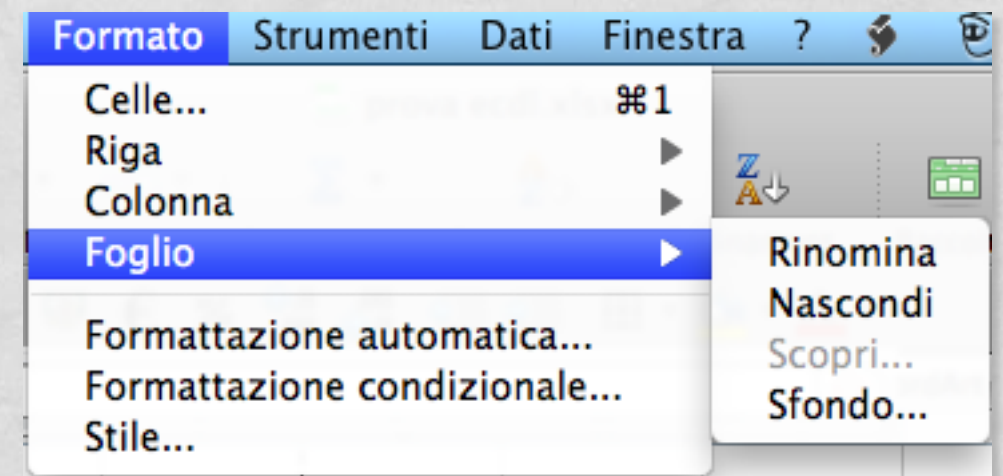 Formato Strumenti Dati Finestra ?
Celle... ⌘1
Riga
Colonna
Foglio
Rinomina
Nascondi
Scopri...
Sfondo...
Formattazione automatica...
Formattazione condizionale...
Stile...